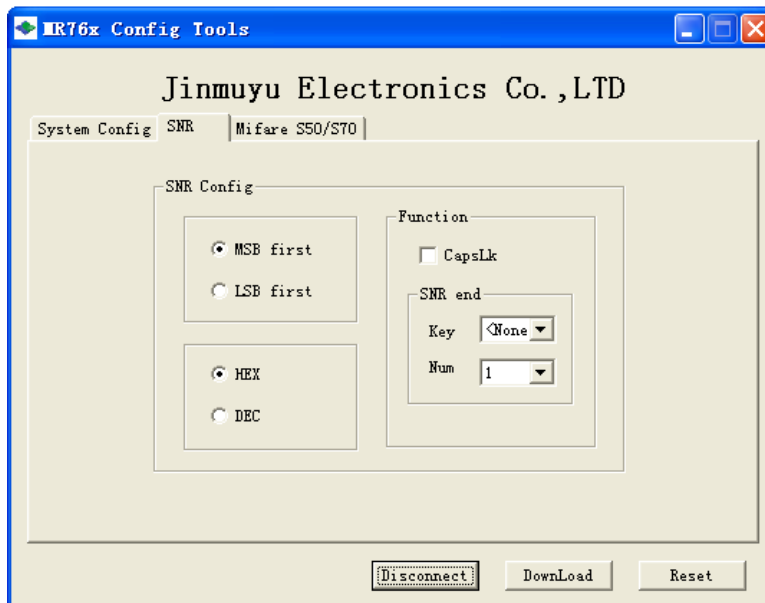 MR76x Config Tools
Jinmuyu Electronics Co.,LTD
System Config SNR Mifare S50/S70
SNR Config
MSB first
LSB first
HEX
DEC
Function
CapsLk
SNR end
Key <None
Num 1
Disconnect DownLoad Reset